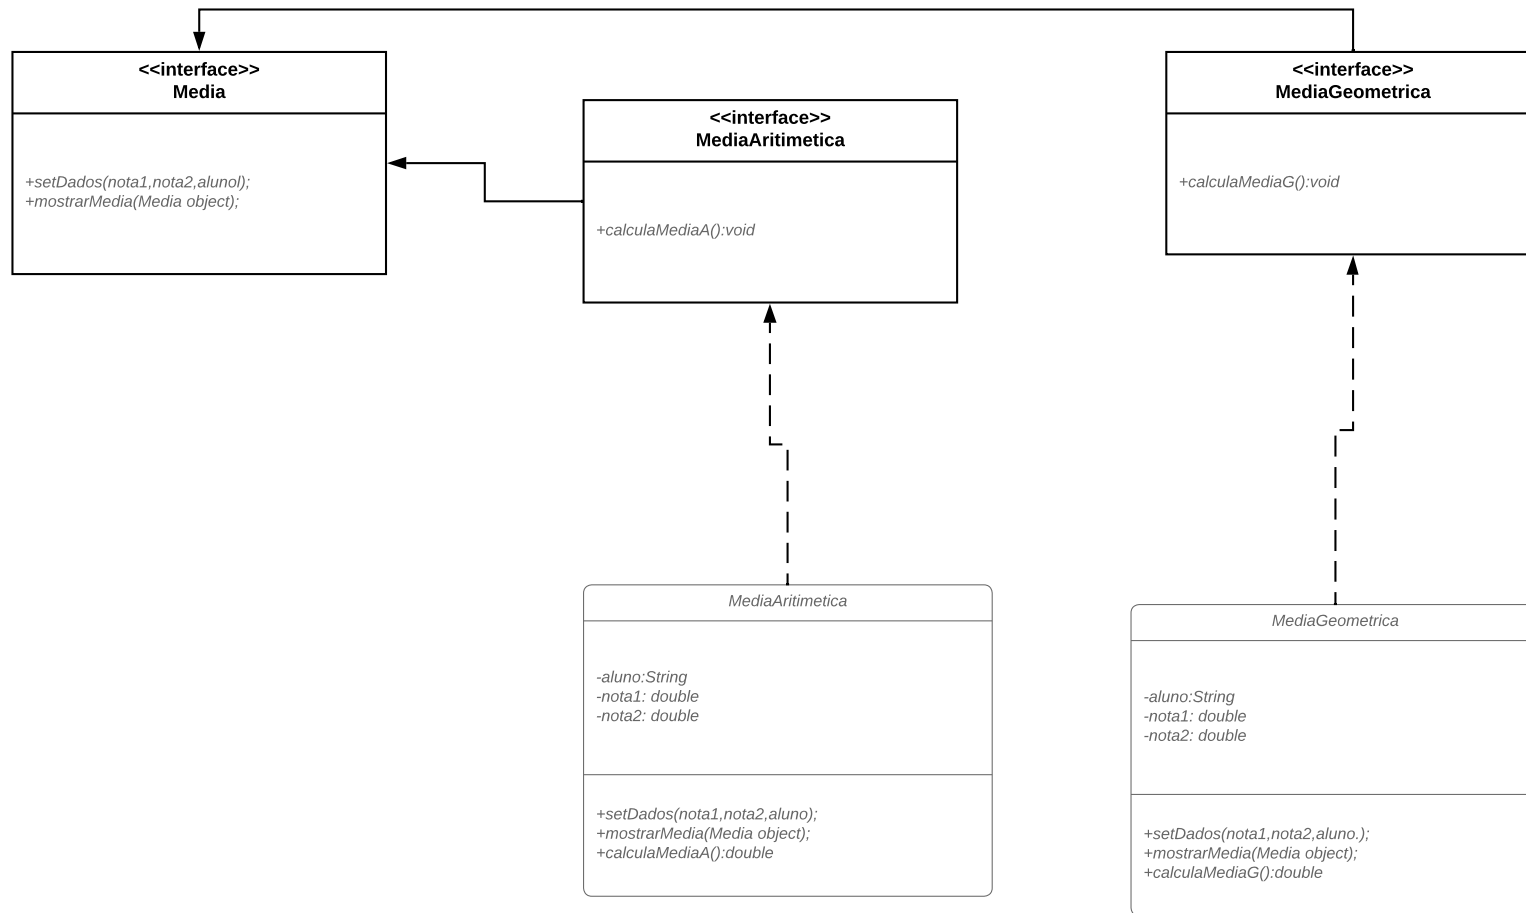 <<interface>>
Media
+setDados(nota1,nota2,alunol);
+mostrarMedia(Media object);
<<interface>>
MediaAritimetica
+calculaMediaA():void
<<interface>>
MediaGeometrica
+calculaMediaG():void
MediaAritimetica
-aluno:String
-nota1: double
-nota2: double
+setDados(nota1,nota2,aluno);
+mostrarMedia(Media object);
+calculaMediaA():double
MediaGeometrica
-aluno:String
-nota1: double
-nota2: double
+setDados(nota1,nota2,aluno.);
+mostrarMedia(Media object);
+calculaMediaG():double